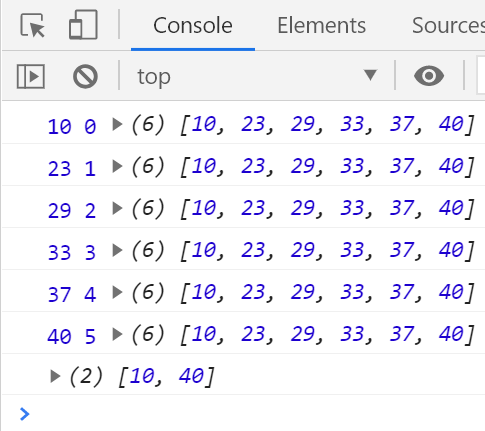 Console Elements Sources
top
10 0 (6) [10, 23, 29, 33, 37, 40]
23 1 (6) [10, 23, 29, 33, 37, 40]
29 2 (6) [10, 23, 29, 33, 37, 40]
33 3 (6) [10, 23, 29, 33, 37, 40]
37 4 (6) [10, 23, 29, 33, 37, 40]
40 5 (6) [10, 23, 29, 33, 37, 40]
(2) [10, 40]